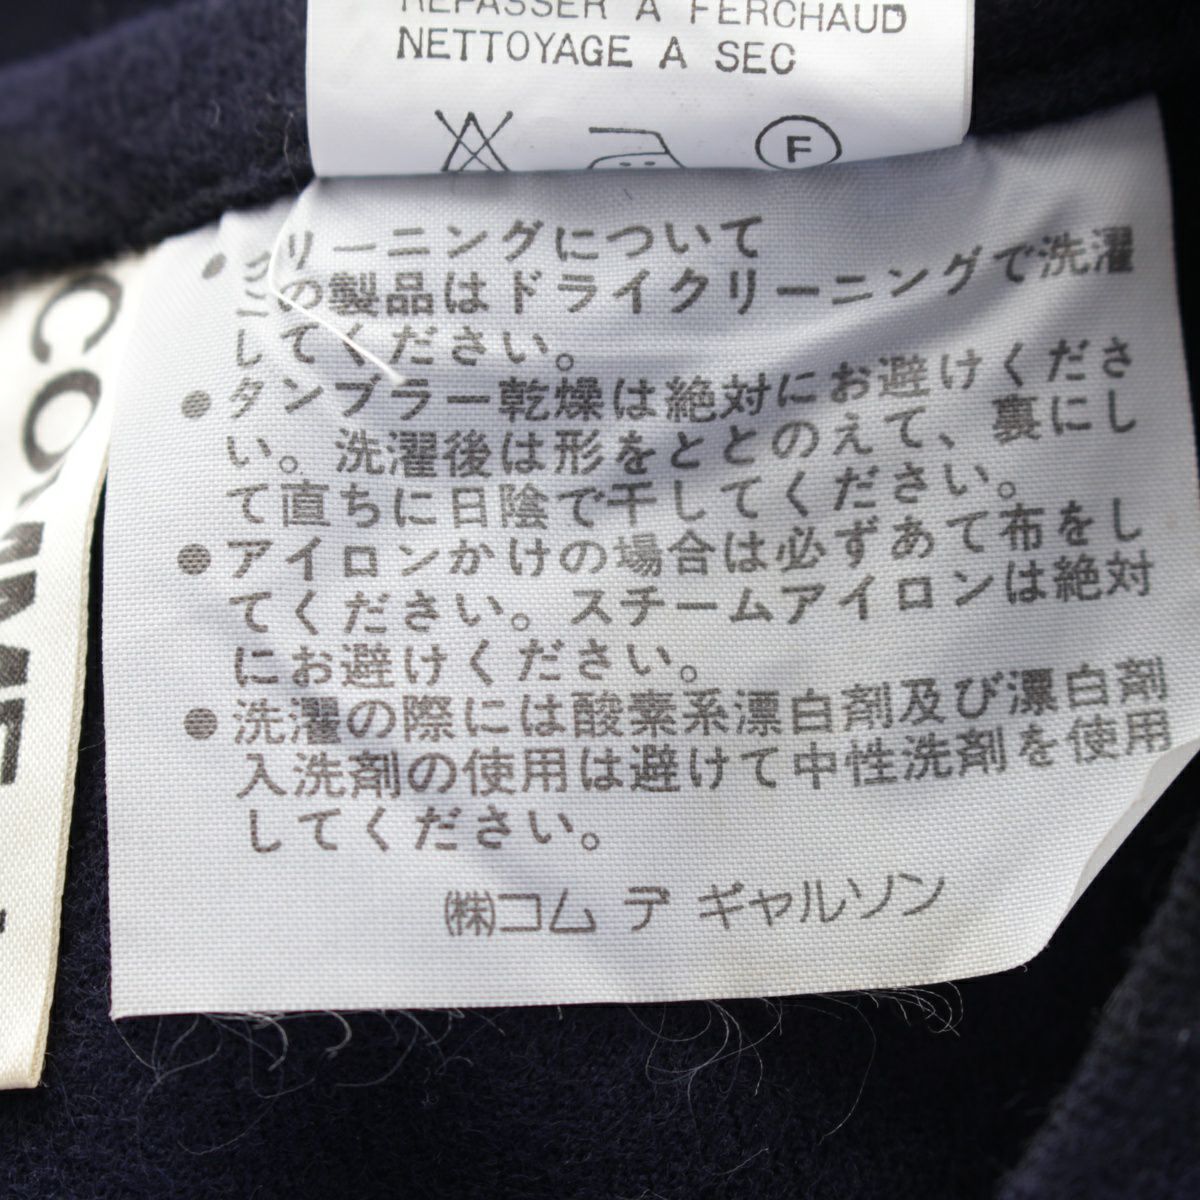 REPASSER A FERCHAUD
NETTOYAGE A SEC
F
● クリーニングについて
この製品はドライクリーニングで洗濯
してください。
● タンブラー乾燥は絶対にお避けくださ
い。洗濯後は形をととのえて、裏にし
て直ちに日陰で干してください。
● アイロンかけの場合は必ずあて布をし
てください。スチームアイロンは絶対
にお避けください。
● 洗濯の際には酸素系漂白剤及び漂白剤
入洗剤の使用は避けて中性洗剤を使用
してください。
㈱コム デ ギャルソン
COMME